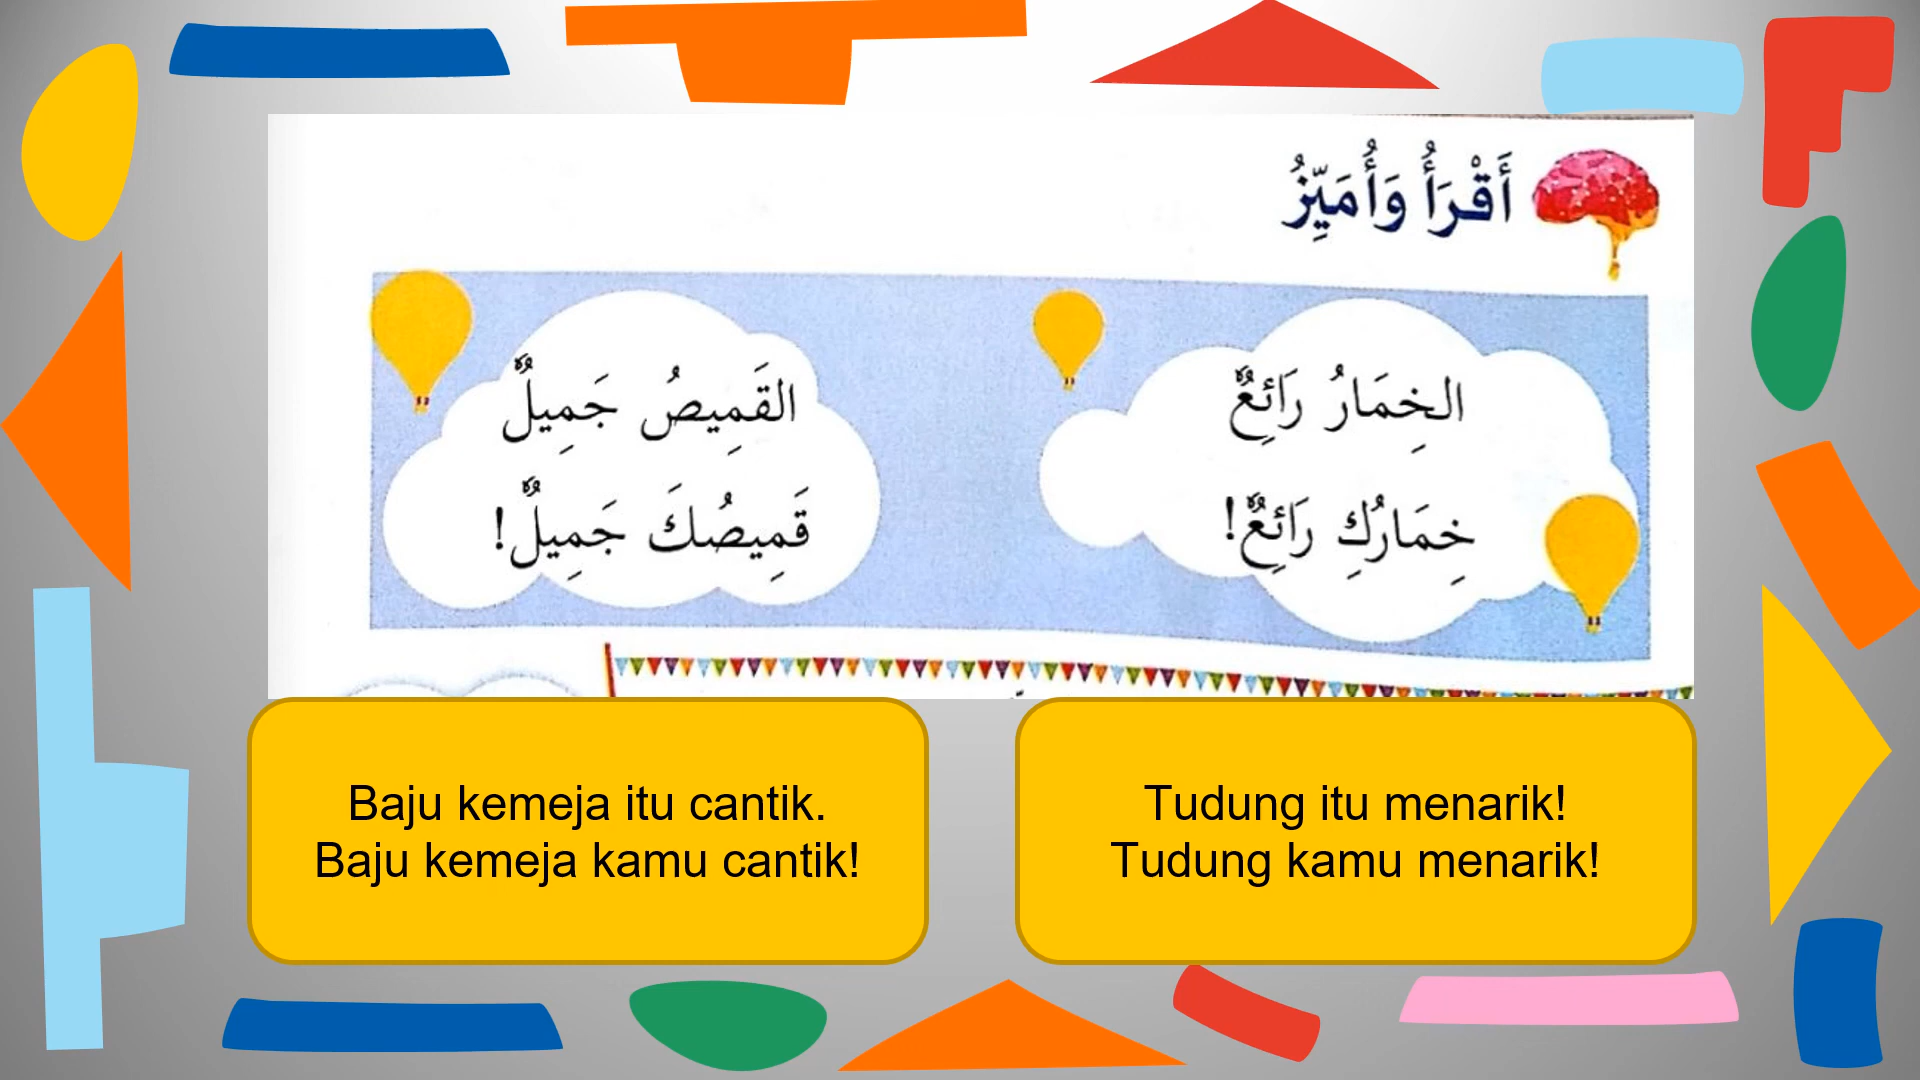 أَقْرَأُ وَأُمَيِّزُ
الخِمَارُ رَائِعٌ
خِمَارُكِ رَائِعٌ!
القَمِيصُ جَمِيلٌ
قَمِيصُكَ جَمِيلٌ!
Baju kemeja itu cantik.
Baju kemeja kamu cantik!
Tudung itu menarik!
Tudung kamu menarik!